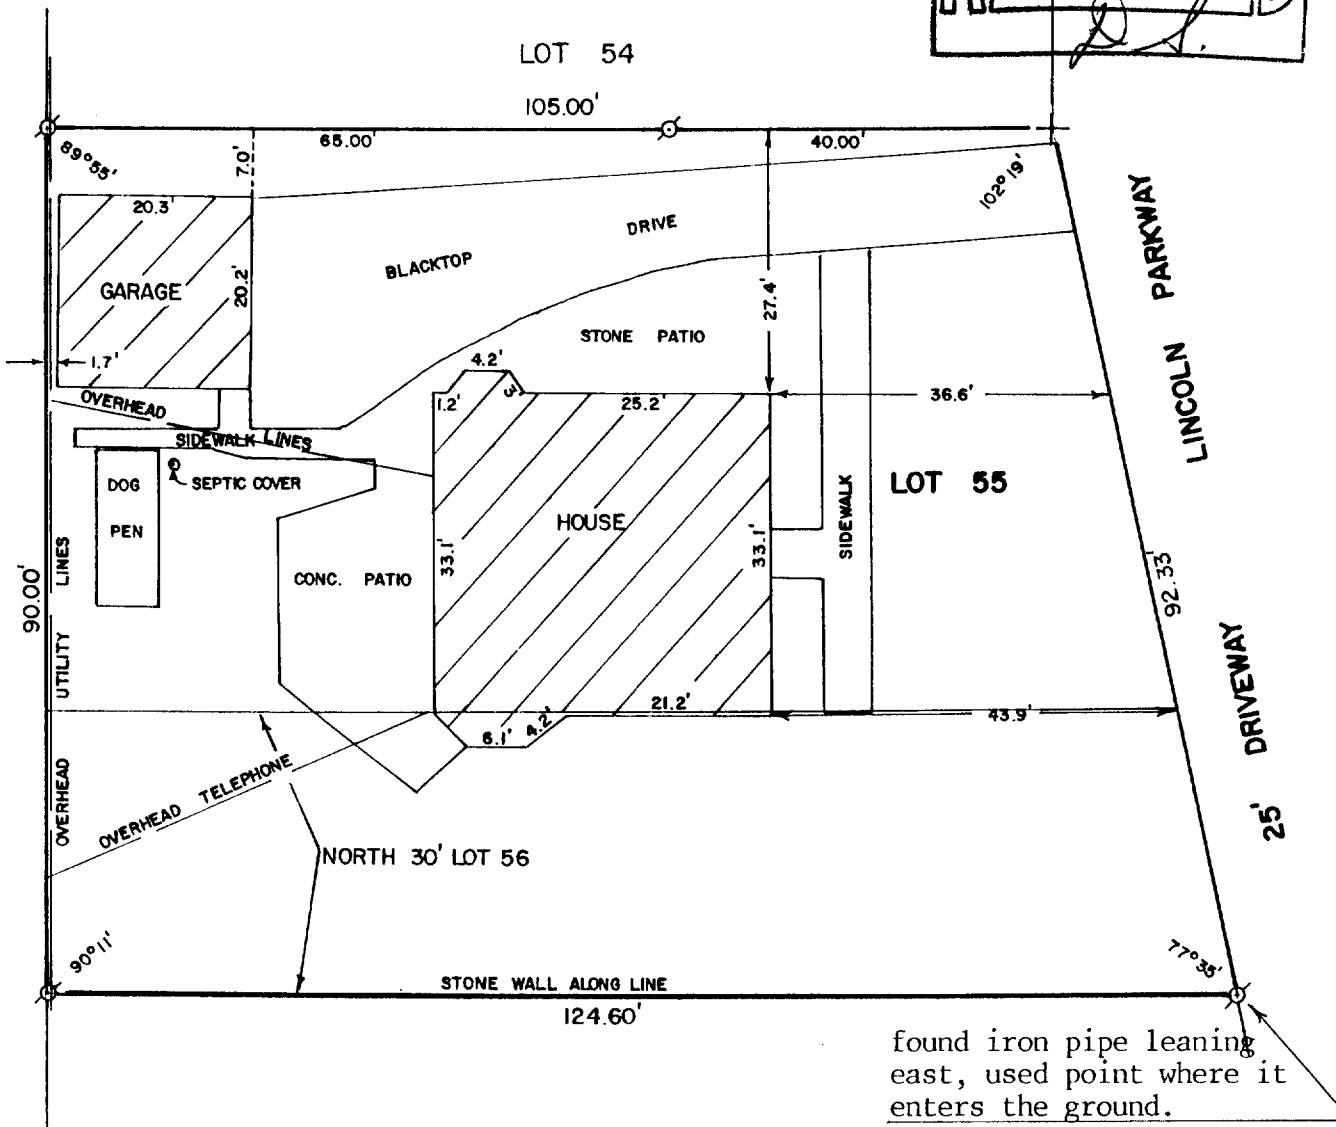 LOT 54
105.00'
65.00'
40.00'
89°55'
7.0'
102°19'
20.3'
GARAGE
20.2'
1.7'
BLACKTOP DRIVE
27.4'
STONE PATIO
4.2'
3'
1.2'
25.2'
36.6'
LINCOLN PARKWAY
OVERHEAD LINES
SIDEWALK
SEPTIC COVER
DOG
PEN
HOUSE
33.1'
33.1'
SIDEWALK
LOT 55
CONC. PATIO
90.00'
OVERHEAD UTILITY LINES
92.33'
21.2'
6.1'
4.2'
43.9'
25' DRIVEWAY
OVERHEAD TELEPHONE
NORTH 30' LOT 56
90°11'
77°35'
STONE WALL ALONG LINE
124.60'
found iron pipe leaning
east, used point where it
enters the ground.